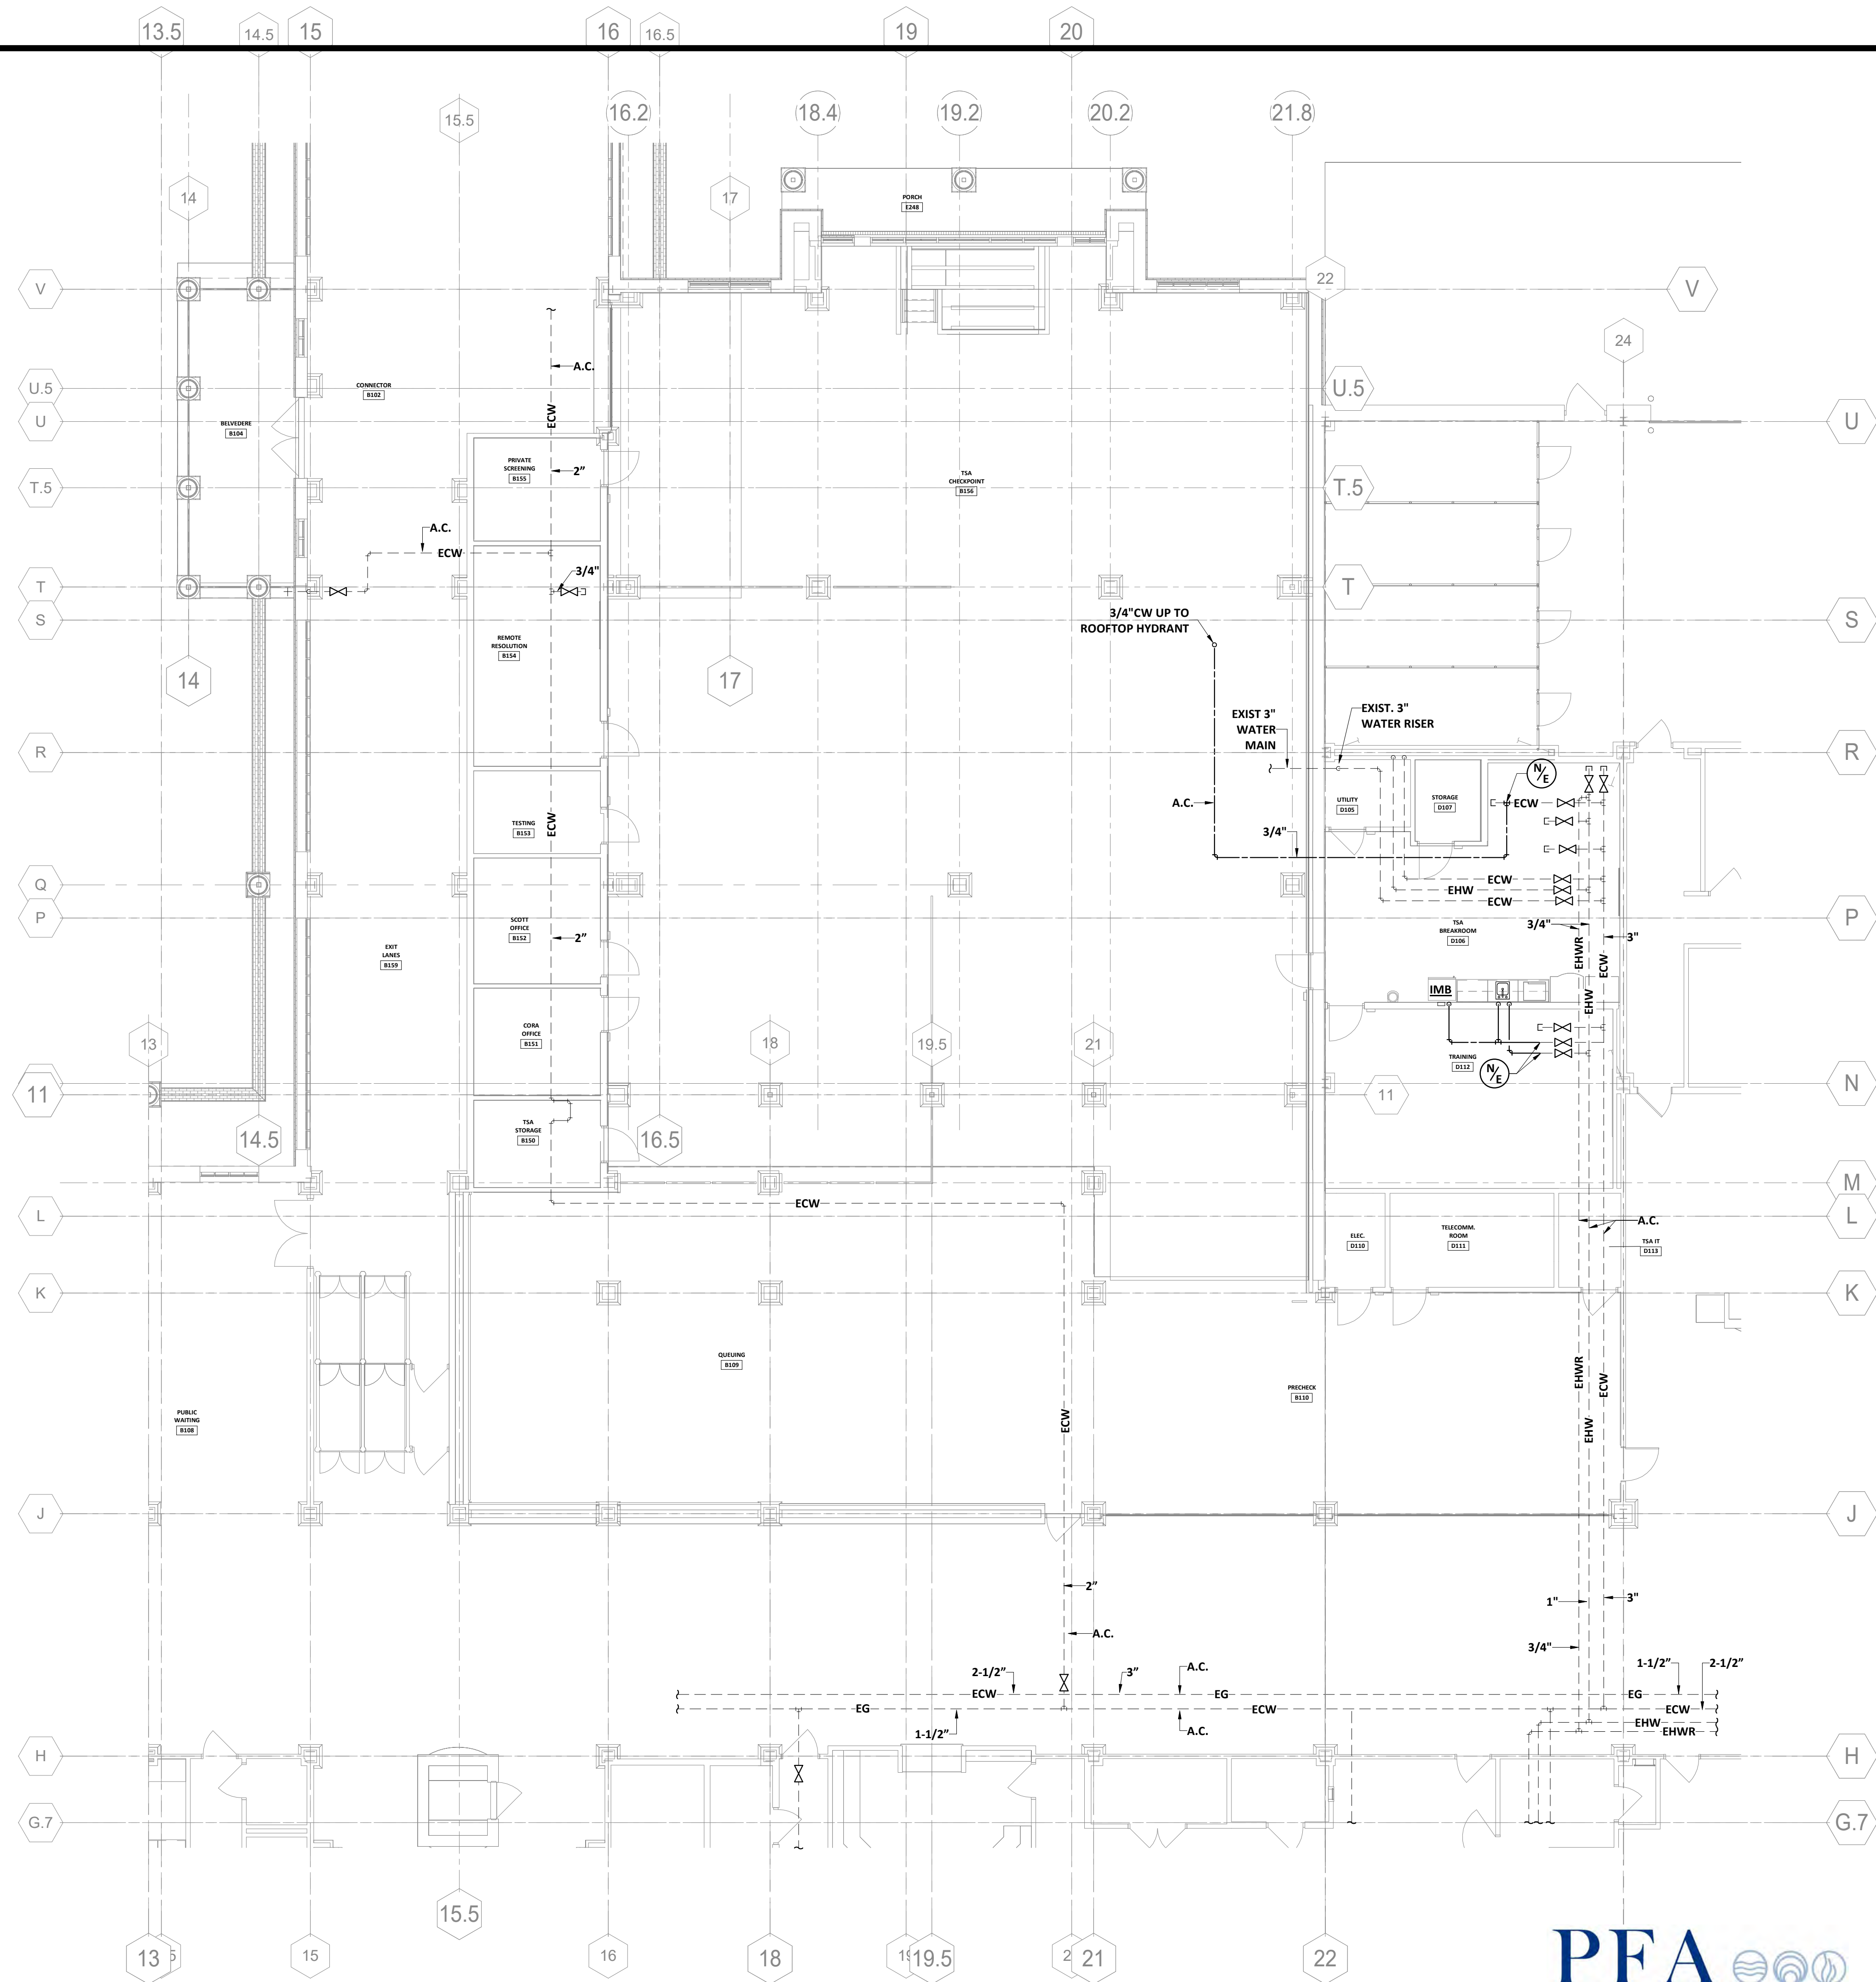 13.5
14.5
15
16
16.5
19
20
15.5
16.2
18.4
19.2
20.2
21.8
14
17
PORCH
E248
22
V
V
24
A.C.
U.5
CONNECTOR
B102
U.5
ECW
U
BELVEDERE
B104
U
PRIVATE
SCREENING
B155
2”
TSA
CHECKPOINT
B156
T.5
T.5
A.C.
ECW
3/4"
T
T
3/4"CW UP TO
ROOFTOP HYDRANT
S
S
REMOTE
RESOLUTION
B154
14
17
EXIST 3"
WATER
MAIN
EXIST. 3"
WATER RISER
R
R
N/E
A.C.
UTILITY
D105
STORAGE
D107
ECW
TESTING
B153
ECW
3/4"
Q
ECW
EHW
ECW
P
P
SCOTT
OFFICE
B152
2”
TSA
BREAKROOM
D106
3/4"
3"
EXIT
LANES
B159
EHWR
ECW
EHW
IMB
CORA
OFFICE
B151
13
18
19.5
21
TRAINING
D112
N/E
11
11
N
TSA
STORAGE
B150
14.5
16.5
M
ECW
L
L
A.C.
ELEC.
D110
TELECOMM.
ROOM
D111
TSA IT
D113
K
K
QUEUING
B109
EHWR
ECW
PRECHECK
B110
PUBLIC
WAITING
B108
ECW
EHW
J
J
2”
1"
3"
A.C.
3/4"
2-1/2”
3”
A.C.
1-1/2”
2-1/2”
ECW
EG
EG
EG
ECW
ECW
1-1/2”
A.C.
EHW
EHWR
H
H
G.7
G.7
15.5
13
15
16
18
19.5
21
22
PFA